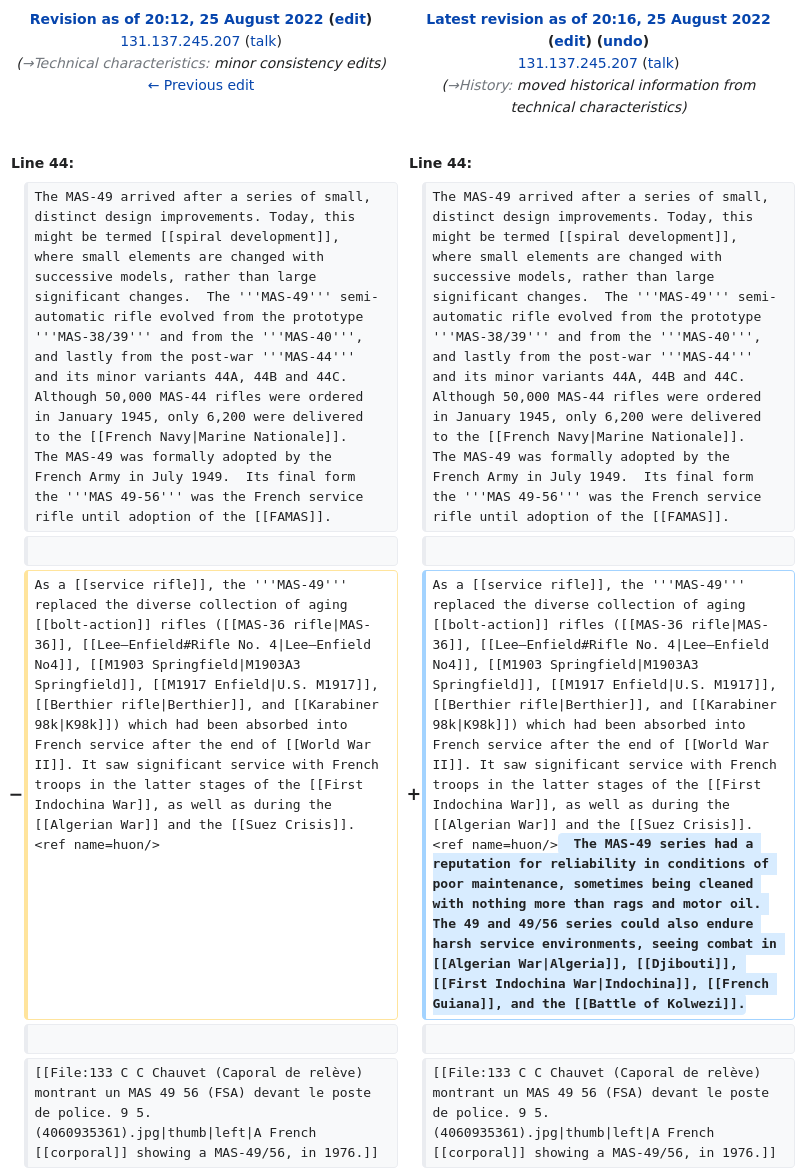 Revision as of 20:12, 25 August 2022 (edit)
131.137.245.207 (talk)
(→Technical characteristics: minor consistency edits)
← Previous edit
Latest revision as of 20:16, 25 August 2022
(edit) (undo)
131.137.245.207 (talk)
(→History: moved historical information from
technical characteristics)
Line 44:
The MAS-49 arrived after a series of small,
distinct design improvements. Today, this
might be termed [[spiral development]],
where small elements are changed with
successive models, rather than large
significant changes.  The '''MAS-49''' semi-
automatic rifle evolved from the prototype
'''MAS-38/39''' and from the '''MAS-40''',
and lastly from the post-war '''MAS-44'''
and its minor variants 44A, 44B and 44C.
Although 50,000 MAS-44 rifles were ordered
in January 1945, only 6,200 were delivered
to the [[French Navy|Marine Nationale]].
The MAS-49 was formally adopted by the
French Army in July 1949.  Its final form
the '''MAS 49-56''' was the French service
rifle until adoption of the [[FAMAS]].
− As a [[service rifle]], the '''MAS-49'''
replaced the diverse collection of aging
[[bolt-action]] rifles ([[MAS-36 rifle|MAS-
36]], [[Lee–Enfield#Rifle No. 4|Lee–Enfield
No4]], [[M1903 Springfield|M1903A3
Springfield]], [[M1917 Enfield|U.S. M1917]],
[[Berthier rifle|Berthier]], and [[Karabiner
98k|K98k]]) which had been absorbed into
French service after the end of [[World War
II]]. It saw significant service with French
troops in the latter stages of the [[First
Indochina War]], as well as during the
[[Algerian War]] and the [[Suez Crisis]].
<ref name=huon/>
[[File:133 C C Chauvet (Caporal de relève)
montrant un MAS 49 56 (FSA) devant le poste
de police. 9 5.
(4060935361).jpg|thumb|left|A French
[[corporal]] showing a MAS-49/56, in 1976.]]
Line 44:
The MAS-49 arrived after a series of small,
distinct design improvements. Today, this
might be termed [[spiral development]],
where small elements are changed with
successive models, rather than large
significant changes.  The '''MAS-49''' semi-
automatic rifle evolved from the prototype
'''MAS-38/39''' and from the '''MAS-40''',
and lastly from the post-war '''MAS-44'''
and its minor variants 44A, 44B and 44C.
Although 50,000 MAS-44 rifles were ordered
in January 1945, only 6,200 were delivered
to the [[French Navy|Marine Nationale]].
The MAS-49 was formally adopted by the
French Army in July 1949.  Its final form
the '''MAS 49-56''' was the French service
rifle until adoption of the [[FAMAS]].
+ As a [[service rifle]], the '''MAS-49'''
replaced the diverse collection of aging
[[bolt-action]] rifles ([[MAS-36 rifle|MAS-
36]], [[Lee–Enfield#Rifle No. 4|Lee–Enfield
No4]], [[M1903 Springfield|M1903A3
Springfield]], [[M1917 Enfield|U.S. M1917]],
[[Berthier rifle|Berthier]], and [[Karabiner
98k|K98k]]) which had been absorbed into
French service after the end of [[World War
II]]. It saw significant service with French
troops in the latter stages of the [[First
Indochina War]], as well as during the
[[Algerian War]] and the [[Suez Crisis]].
<ref name=huon/>  The MAS-49 series had a
reputation for reliability in conditions of
poor maintenance, sometimes being cleaned
with nothing more than rags and motor oil.
The 49 and 49/56 series could also endure
harsh service environments, seeing combat in
[[Algerian War|Algeria]], [[Djibouti]],
[[First Indochina War|Indochina]], [[French
Guiana]], and the [[Battle of Kolwezi]].
[[File:133 C C Chauvet (Caporal de relève)
montrant un MAS 49 56 (FSA) devant le poste
de police. 9 5.
(4060935361).jpg|thumb|left|A French
[[corporal]] showing a MAS-49/56, in 1976.]]